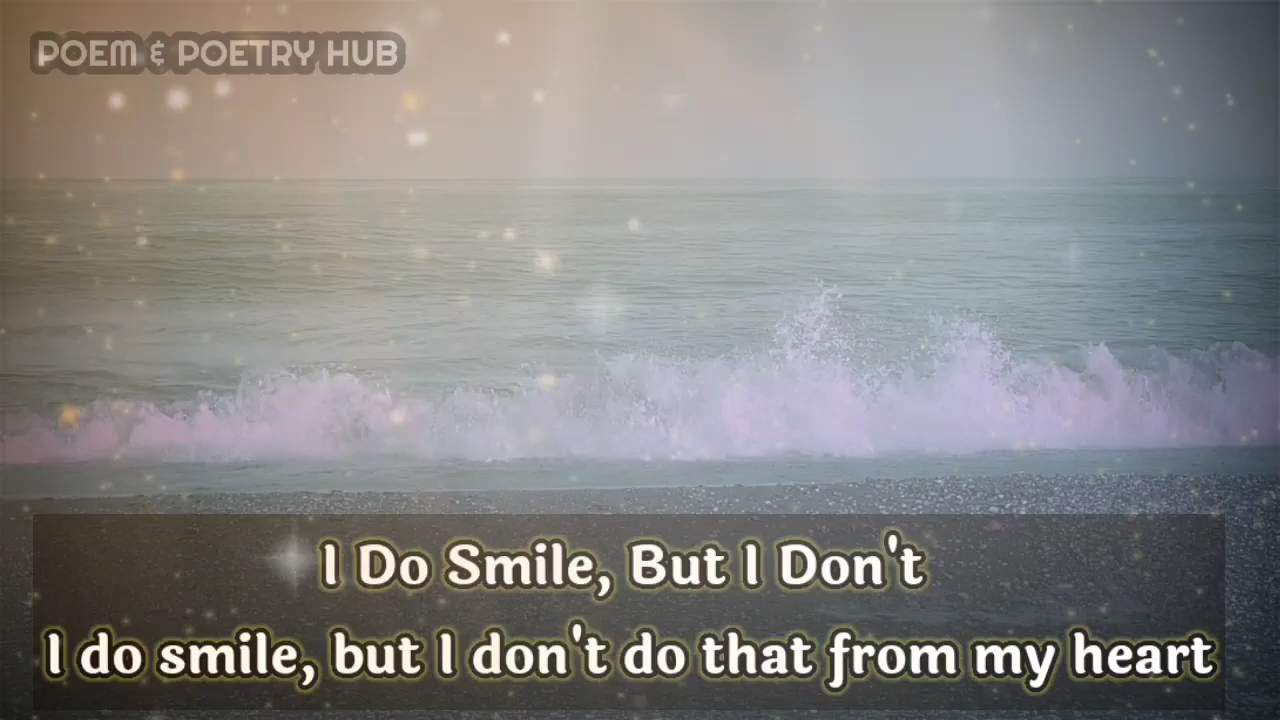 POEM & POETRY HUB
I Do Smile, But I Don't
I do smile, but I don't do that from my heart